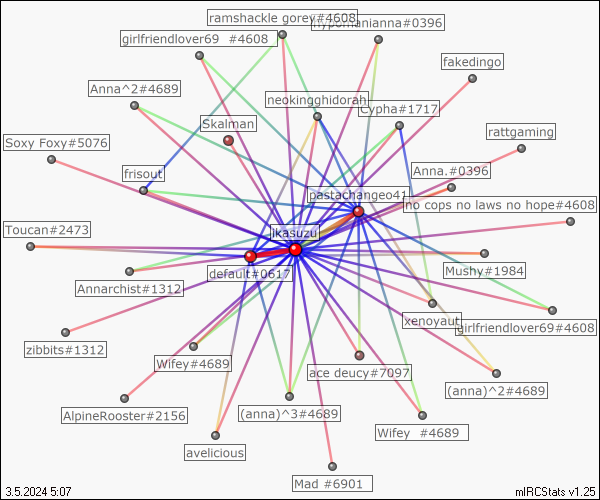 ramshackle gorey#4608
hypomanianna#0396
girlfriendlover69 #4608
fakedingo
Anna^2#4689
neokingghidorah
Cypha#1717
Skalman
rattgaming
Soxy Foxy#5076
frisout
Anna.#0396
pastachangeo41
no cops no laws no hope#4608
Toucan#2473
ikasuzu
default#0617
Mushy#1984
Annarchist#1312
xenoyaut
girlfriendlover69#4608
zibbits#1312
Wifey#4689
ace deucy#7097
(anna)^2#4689
AlpineRooster#2156
(anna)^3#4689
Wifey #4689
avelicious
Mad #6901
3.5.2024 5:07
mIRCStats v1.25